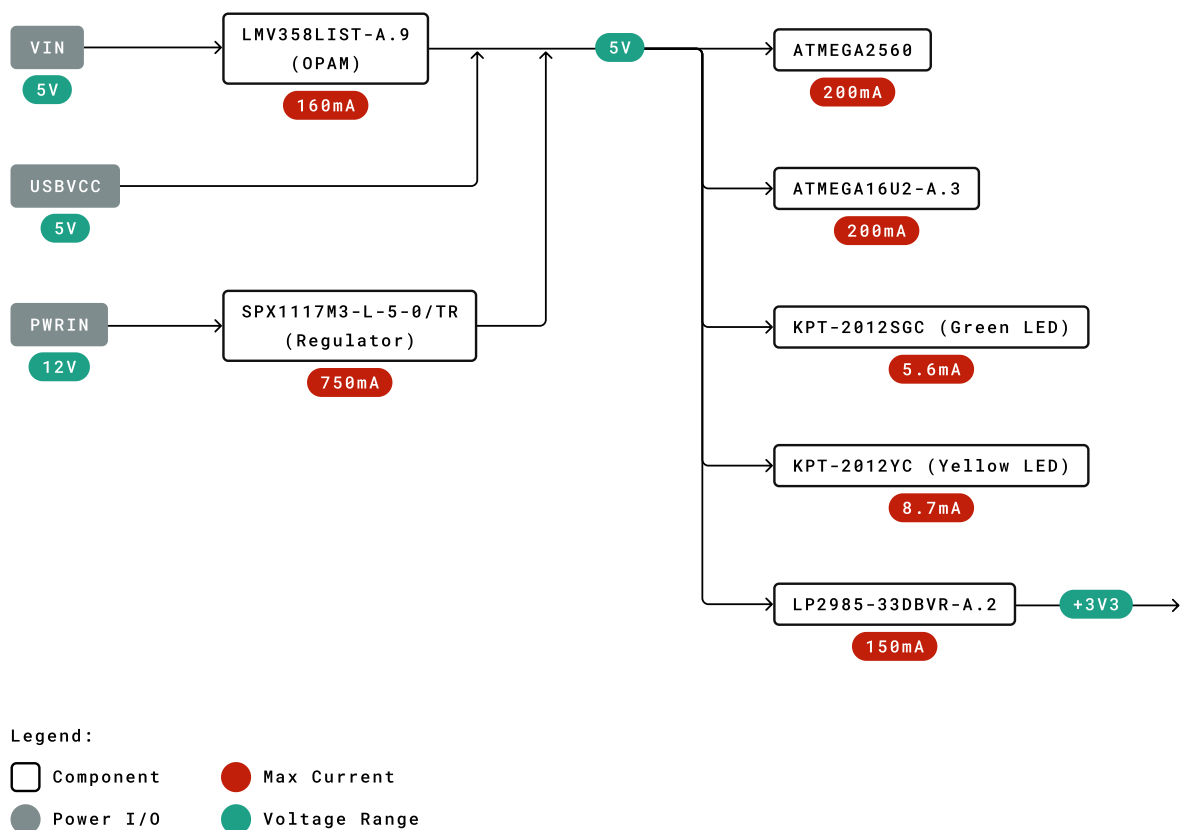 VIN
5V
LMV358LIST-A.9
(OPAM)
160mA
5V
ATMEGA2560
200mA
USBVCC
5V
ATMEGA16U2-A.3
200mA
PWRIN
12V
SPX1117M3-L-5-0/TR
(Regulator)
750mA
KPT-2012SGC (Green LED)
5.6mA
KPT-2012YC (Yellow LED)
8.7mA
LP2985-33DBVR-A.2
150mA
+3V3
Legend:
Component
Max Current
Power I/O
Voltage Range